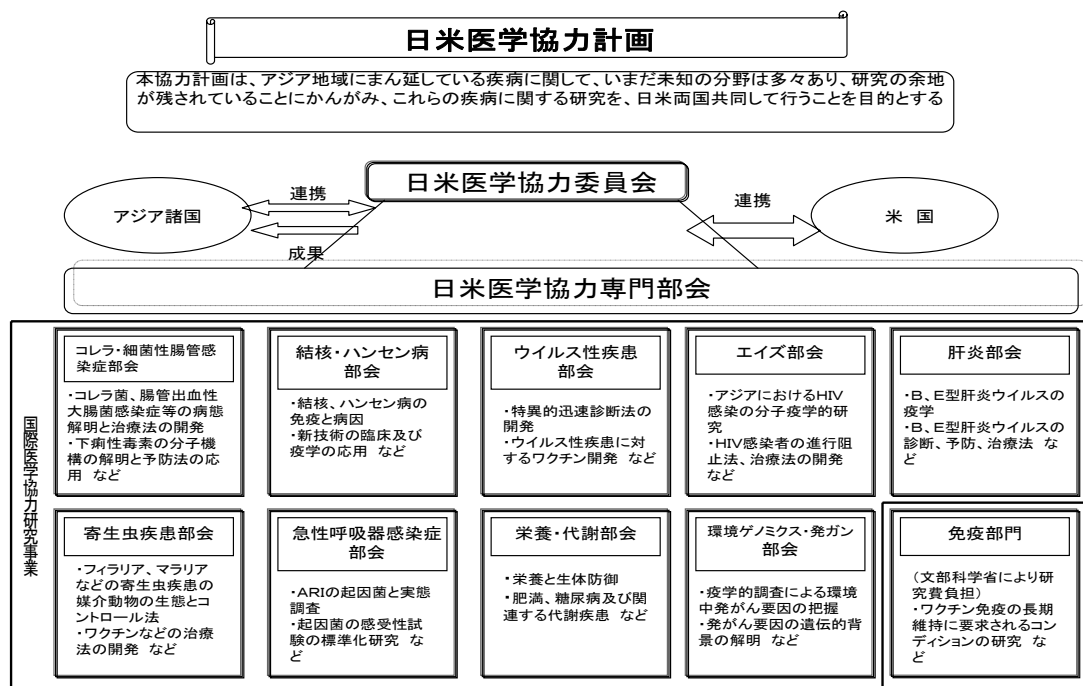 日米医学協力計画
本協力計画は、アジア地域にまん延している疾病に関して、いまだ未知の分野は多々あり、研究の余地
が残されていることにかんがみ、これらの疾病に関する研究を、日米両国共同して行うことを目的とする
日米医学協力委員会
アジア諸国
連携
成果
連携
米 国
日米医学協力専門部会
国際医学協力研究事業
コレラ・細菌性腸管感
染症部会
・コレラ菌、腸管出血性
大腸菌感染症等の病態
解明と治療法の開発
・下痢性毒素の分子機
構の解明と予防法の応
用 など
結核・ハンセン病
部会
・結核、ハンセン病の
免疫と病因
・新技術の臨床及び
疫学の応用 など
ウイルス性疾患
部会
・特異的迅速診断法の
開発
・ウイルス性疾患に対
するワクチン開発 など
エイズ部会
・アジアにおけるHIV
感染の分子疫学的研
究
・HIV感染者の進行阻
止法、治療法の開発
など
肝炎部会
・B、E型肝炎ウイルスの
疫学
・B、E型肝炎ウイルスの
診断、予防、治療法 な
ど
寄生虫疾患部会
・フィラリア、マラリア
などの寄生虫疾患の
媒介動物の生態とコ
ントロール法
・ワクチンなどの治療
法の開発 など
急性呼吸器感染症
部会
・ARIの起因菌と実態
調査
・起因菌の感受性試
験の標準化研究 な
ど
栄養・代謝部会
・栄養と生体防御
・肥満、糖尿病及び関
連する代謝疾患 など
環境ゲノミクス・発ガン
部会
・疫学的調査による環境
中発がん要因の把握
・発がん要因の遺伝的背
景の解明 など
免疫部門
（文部科学省により研
究費負担）
・ワクチン免疫の長期
維持に要求されるコン
ディションの研究 な
ど